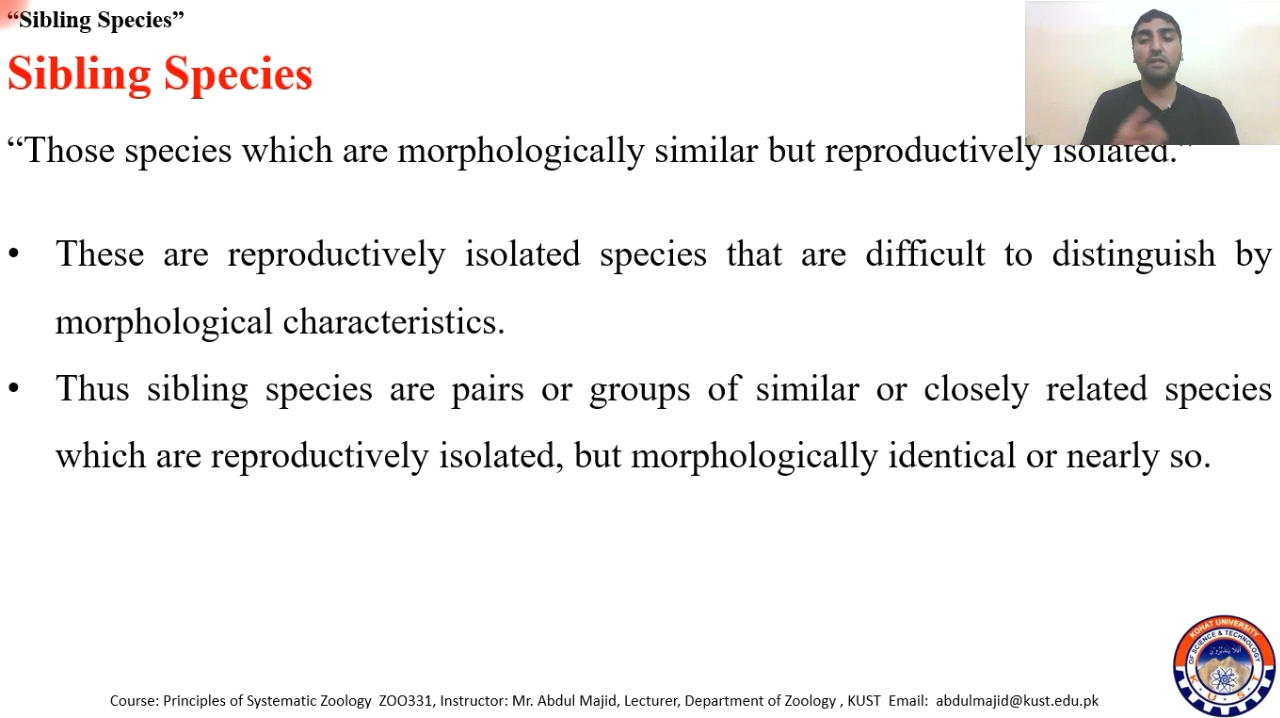 “Sibling Species”
Sibling Species
“Those species which are morphologically similar but reproductively isolated.”
• These are reproductively isolated species that are difficult to distinguish by
morphological characteristics.
• Thus sibling species are pairs or groups of similar or closely related species
which are reproductively isolated, but morphologically identical or nearly so.
KOHAT UNIVERSITY
OF SCIENCE & TECHNOLOGY
K U S T
Course: Principles of Systematic Zoology ZOO331, Instructor: Mr. Abdul Majid, Lecturer, Department of Zoology , KUST Email: abdulmajid@kust.edu.pk